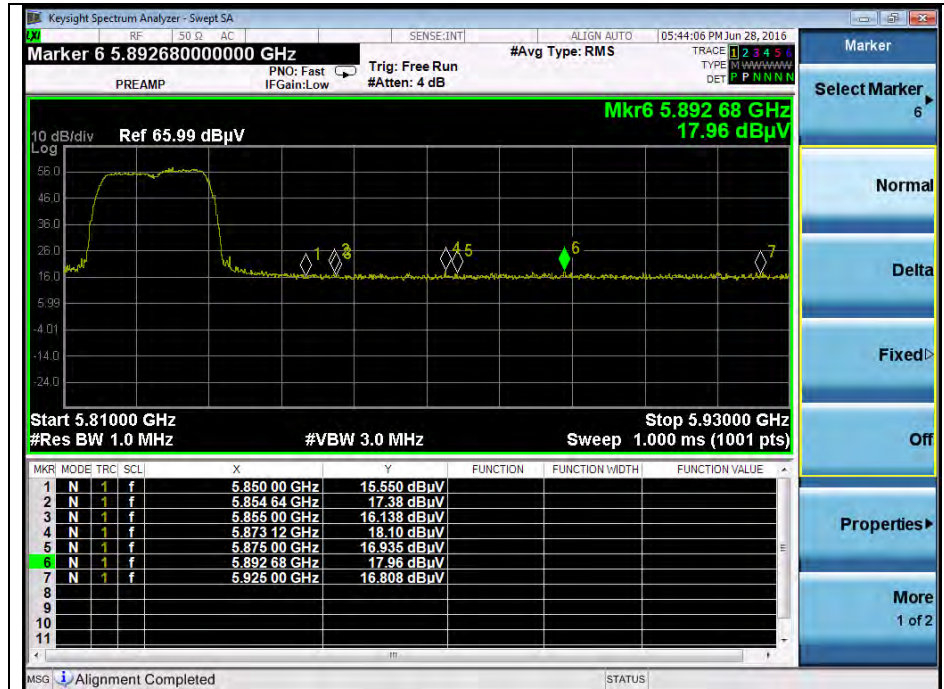 Keysight Spectrum Analyzer - Swept SA
LXI RF 50 Ω AC SENSE:INT ALIGN AUTO 05:44:06 PM Jun 28, 2016
Marker 6 5.892680000000 GHz
PREAMP
PNO: Fast
IFGain:Low
Trig: Free Run
#Atten: 4 dB
#Avg Type: RMS
TRACE 1 2 3 4 5 6
TYPE M W W W W W
DET P P N N N N
Mkr6 5.892 68 GHz
17.96 dBµV
10 dB/div Ref 65.99 dBµV
Log
56.0
46.0
36.0
26.0
16.0
5.99
-4.01
-14.0
-24.0
1 2 3 4 5 6 7
Start 5.81000 GHz Stop 5.93000 GHz
#Res BW 1.0 MHz #VBW 3.0 MHz Sweep 1.000 ms (1001 pts)
MKR MODE TRC SCL X Y FUNCTION FUNCTION WIDTH FUNCTION VALUE
1 N 1 f 5.850 00 GHz 15.550 dBµV
2 N 1 f 5.854 64 GHz 17.38 dBµV
3 N 1 f 5.855 00 GHz 16.138 dBµV
4 N 1 f 5.873 12 GHz 18.10 dBµV
5 N 1 f 5.875 00 GHz 16.935 dBµV
6 N 1 f 5.892 68 GHz 17.96 dBµV
7 N 1 f 5.925 00 GHz 16.808 dBµV
8
9
10
11
MSG Alignment Completed STATUS
Marker
Select Marker
6
Normal
Delta
Fixed
Off
Properties
More
1 of 2